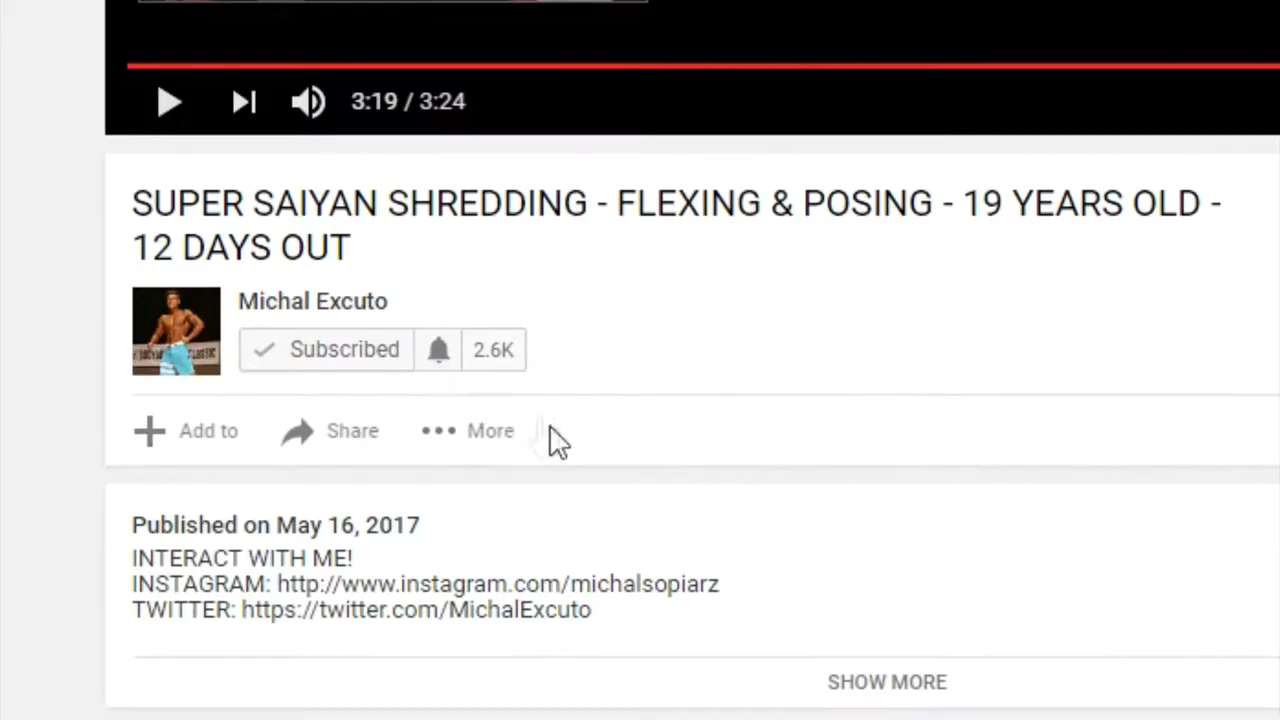 3:19 / 3:24
SUPER SAIYAN SHREDDING - FLEXING & POSING - 19 YEARS OLD -
12 DAYS OUT
Michal Excuto
Subscribed 2.6K
Add to Share More
Published on May 16, 2017
INTERACT WITH ME!
INSTAGRAM: http://www.instagram.com/michalsopiarz
TWITTER: https://twitter.com/MichalExcuto
SHOW MORE